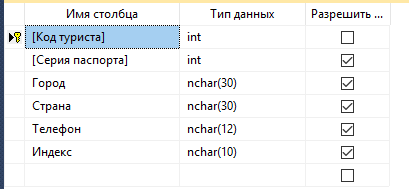 Имя столбца Тип данных Разрешить ...
[Код туриста] int
[Серия паспорта] int
Город nchar(30)
Страна nchar(30)
Телефон nchar(12)
Индекс nchar(10)